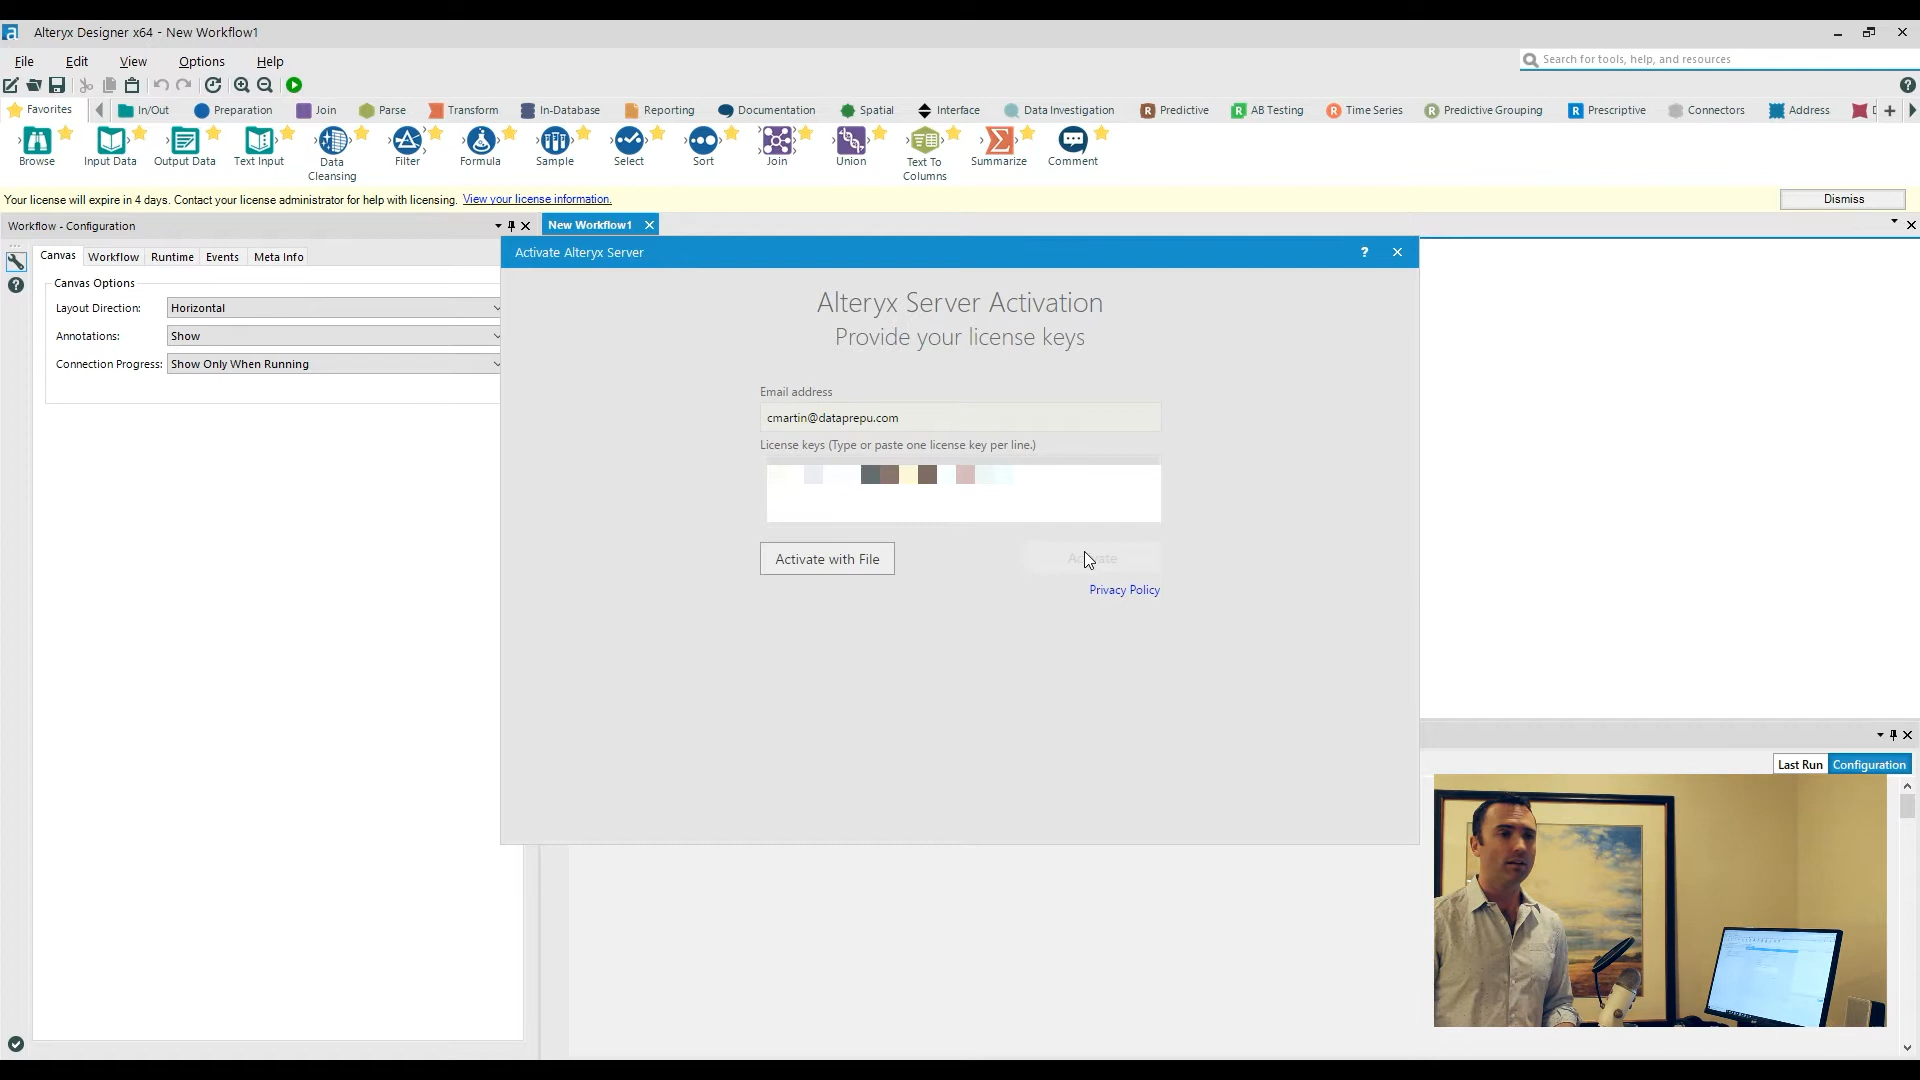 Alteryx Designer x64 - New Workflow1
File Edit View Options Help
Search for tools, help, and resources
Favorites In/Out Preparation Join Parse Transform In-Database Reporting Documentation Spatial Interface Data Investigation Predictive AB Testing Time Series Predictive Grouping Prescriptive Connectors Address
Browse Input Data Output Data Text Input Data Cleansing Filter Formula Sample Select Sort Join Union Text To Columns Summarize Comment
Your license will expire in 4 days. Contact your license administrator for help with licensing. View your license information. Dismiss
Workflow - Configuration
New Workflow1
Canvas Workflow Runtime Events Meta Info
Canvas Options
Layout Direction: Horizontal
Annotations: Show
Connection Progress: Show Only When Running
Activate Alteryx Server
Alteryx Server Activation
Provide your license keys
Email address
cmartin@dataprepu.com
License keys (Type or paste one license key per line.)
Activate with File
Activate
Privacy Policy
Last Run Configuration